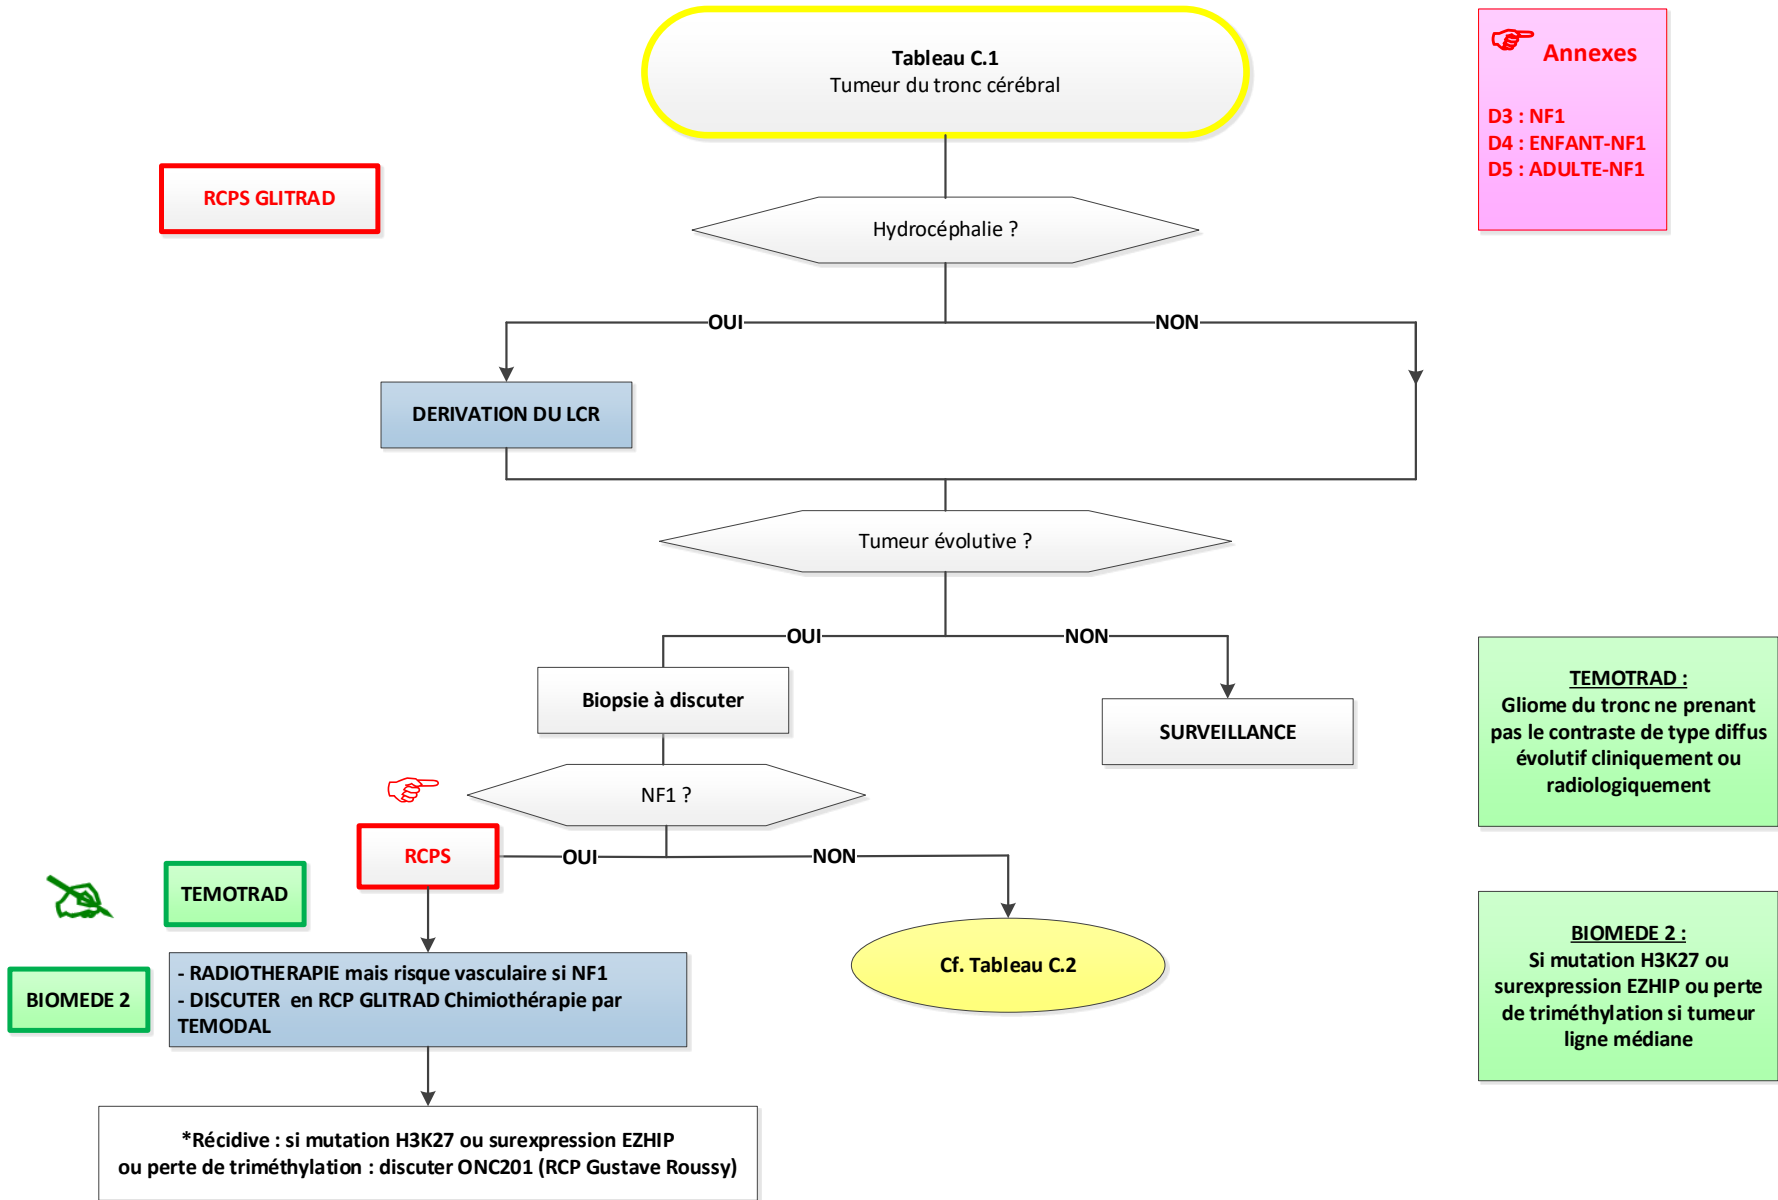 Tableau C.1
Tumeur du tronc cérébral
Annexes
D3 : NF1
D4 : ENFANT-NF1
D5 : ADULTE-NF1
RCPS GLITRAD
Hydrocéphalie ?
OUI
NON
DERIVATION DU LCR
Tumeur évolutive ?
OUI
NON
Biopsie à discuter
SURVEILLANCE
TEMOTRAD :
Gliome du tronc ne prenant
pas le contraste de type diffus
évolutif cliniquement ou
radiologiquement
NF1 ?
RCPS
OUI
NON
TEMOTRAD
BIOMEDE 2
- RADIOTHERAPIE mais risque vasculaire si NF1
- DISCUTER  en RCP GLITRAD Chimiothérapie par
TEMODAL
Cf. Tableau C.2
BIOMEDE 2 :
Si mutation H3K27 ou
surexpression EZHIP ou perte
de triméthylation si tumeur
ligne médiane
*Récidive : si mutation H3K27 ou surexpression EZHIP
ou perte de triméthylation : discuter ONC201 (RCP Gustave Roussy)